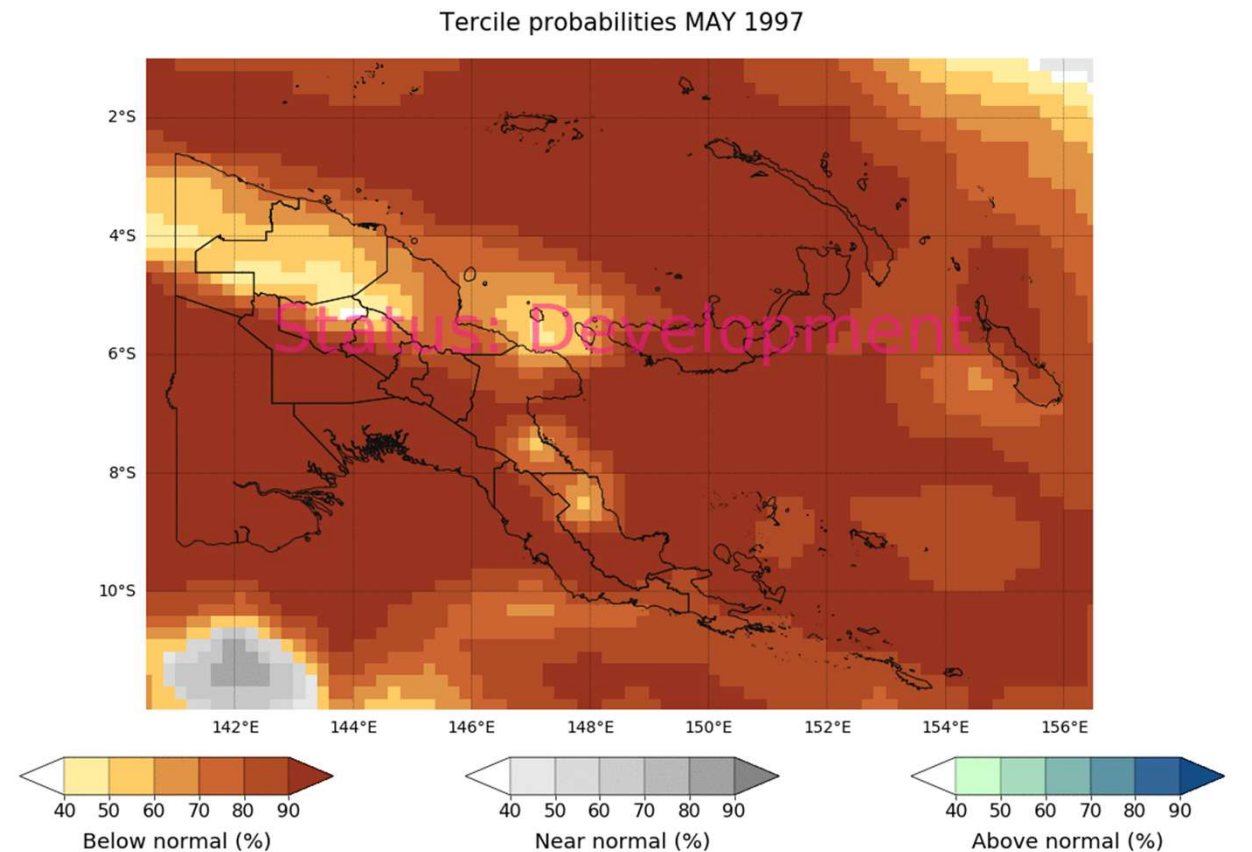 Tercile probabilities MAY 1997
2°S
4°S
6°S
8°S
10°S
Status: Development
142°E 144°E 146°E 148°E 150°E 152°E 154°E 156°E
40 50 60 70 80 90
Below normal (%)
40 50 60 70 80 90
Near normal (%)
40 50 60 70 80 90
Above normal (%)